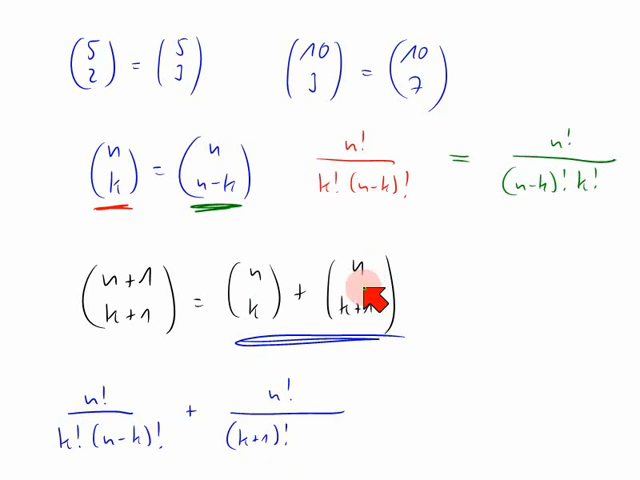 (5 2) = (5 3) (10 3) = (10 7)
(n k) = (n n-k) n! / k! (n-k)! = n! / (n-k)! k!
(n+1 k+1) = (n k) + (n k+1)
n! / k! (n-k)! + n! / (k+1)!